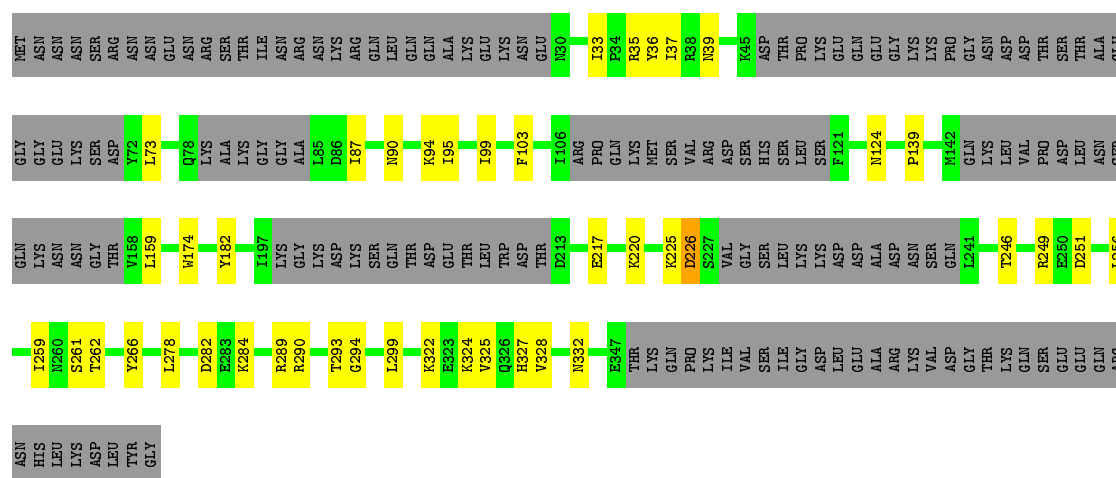 MET ASN ASN ASN SER ARG ASN ASN GLU ASN ARG SER THR ILE ASN ARG ASN LYS ARG GLN LEU GLN GLN ALA LYS GLU LYS ASN GLU N30 I33 P34 R35 Y36 I37 R38 N39 K45 ASP THR PRO LYS GLU GLN GLU GLY LYS LYS PRO GLY ASN ASP ASP THR SER THR ALA
GLY GLY GLU LYS SER ASP Y72 L73 Q78 LYS ALA LYS GLY GLY ALA L85 D86 I87 N90 K94 I95 I99 F103 I106 ARG PRO GLN LYS MET SER VAL ARG ASP SER HIS SER LEU SER F121 N124 P139 M142 GLN LYS LEU VAL PRO ASP LEU ASN
GLN LYS ASN ASN GLY THR V158 L159 W174 Y182 I197 LYS GLY LYS ASP LYS SER GLN THR ASP GLU THR LEU TRP ASP THR D213 E217 K220 K225 D226 S227 VAL GLY SER LEU LYS LYS ASP ASP ALA ASP ASN SER GLN L241 T246 R249 E250 D251
I259 N260 S261 T262 Y266 L278 D282 E283 K284 R289 R290 T293 G294 L299 K322 E323 K324 V325 Q326 H327 V328 N332 E347 THR LYS GLN PRO LYS ILE VAL SER ILE GLY ASP LEU GLU ALA ARG LYS VAL ASP GLY THR LYS GLN SER GLU GLU GLN
ASN HIS LEU LYS ASP LEU TYR GLY